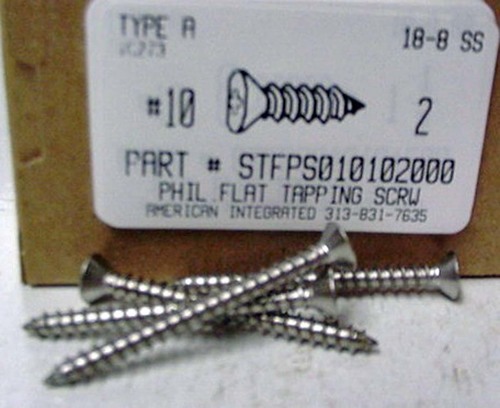 TYPE A
18-8 SS
#10
2
PART # STFPS010102000
PHIL FLAT TAPPING SCRW
AMERICAN INTEGRATED 313-831-7635